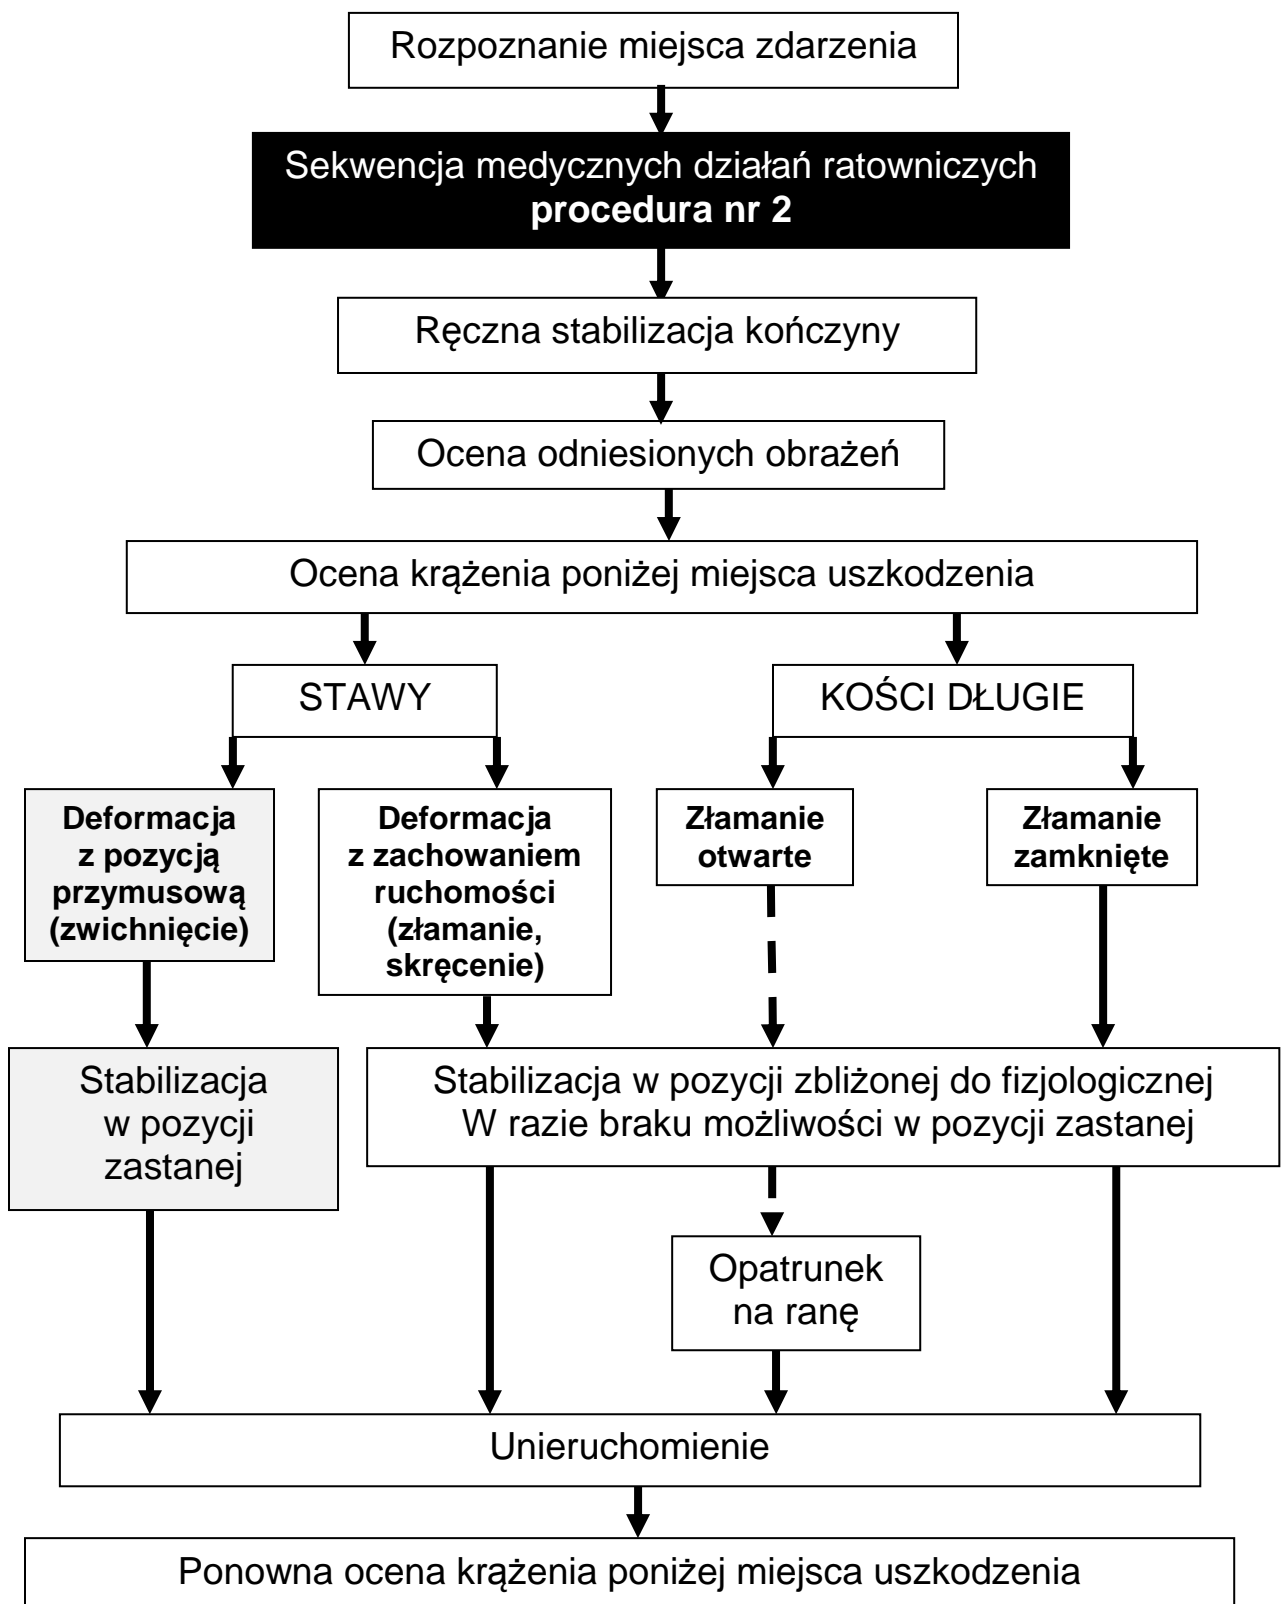 Rozpoznanie miejsca zdarzenia
Sekwencja medycznych działań ratowniczych
procedura nr 2
Ręczna stabilizacja kończyny
Ocena odniesionych obrażeń
Ocena krążenia poniżej miejsca uszkodzenia
STAWY
KOŚCI DŁUGIE
Deformacja
z pozycją
przymusową
(zwichnięcie)
Deformacja
z zachowaniem
ruchomości
(złamanie,
skręcenie)
Złamanie
otwarte
Złamanie
zamknięte
Stabilizacja
w pozycji
zastanej
Stabilizacja w pozycji zbliżonej do fizjologicznej
W razie braku możliwości w pozycji zastanej
Opatrunek
na ranę
Unieruchomienie
Ponowna ocena krążenia poniżej miejsca uszkodzenia